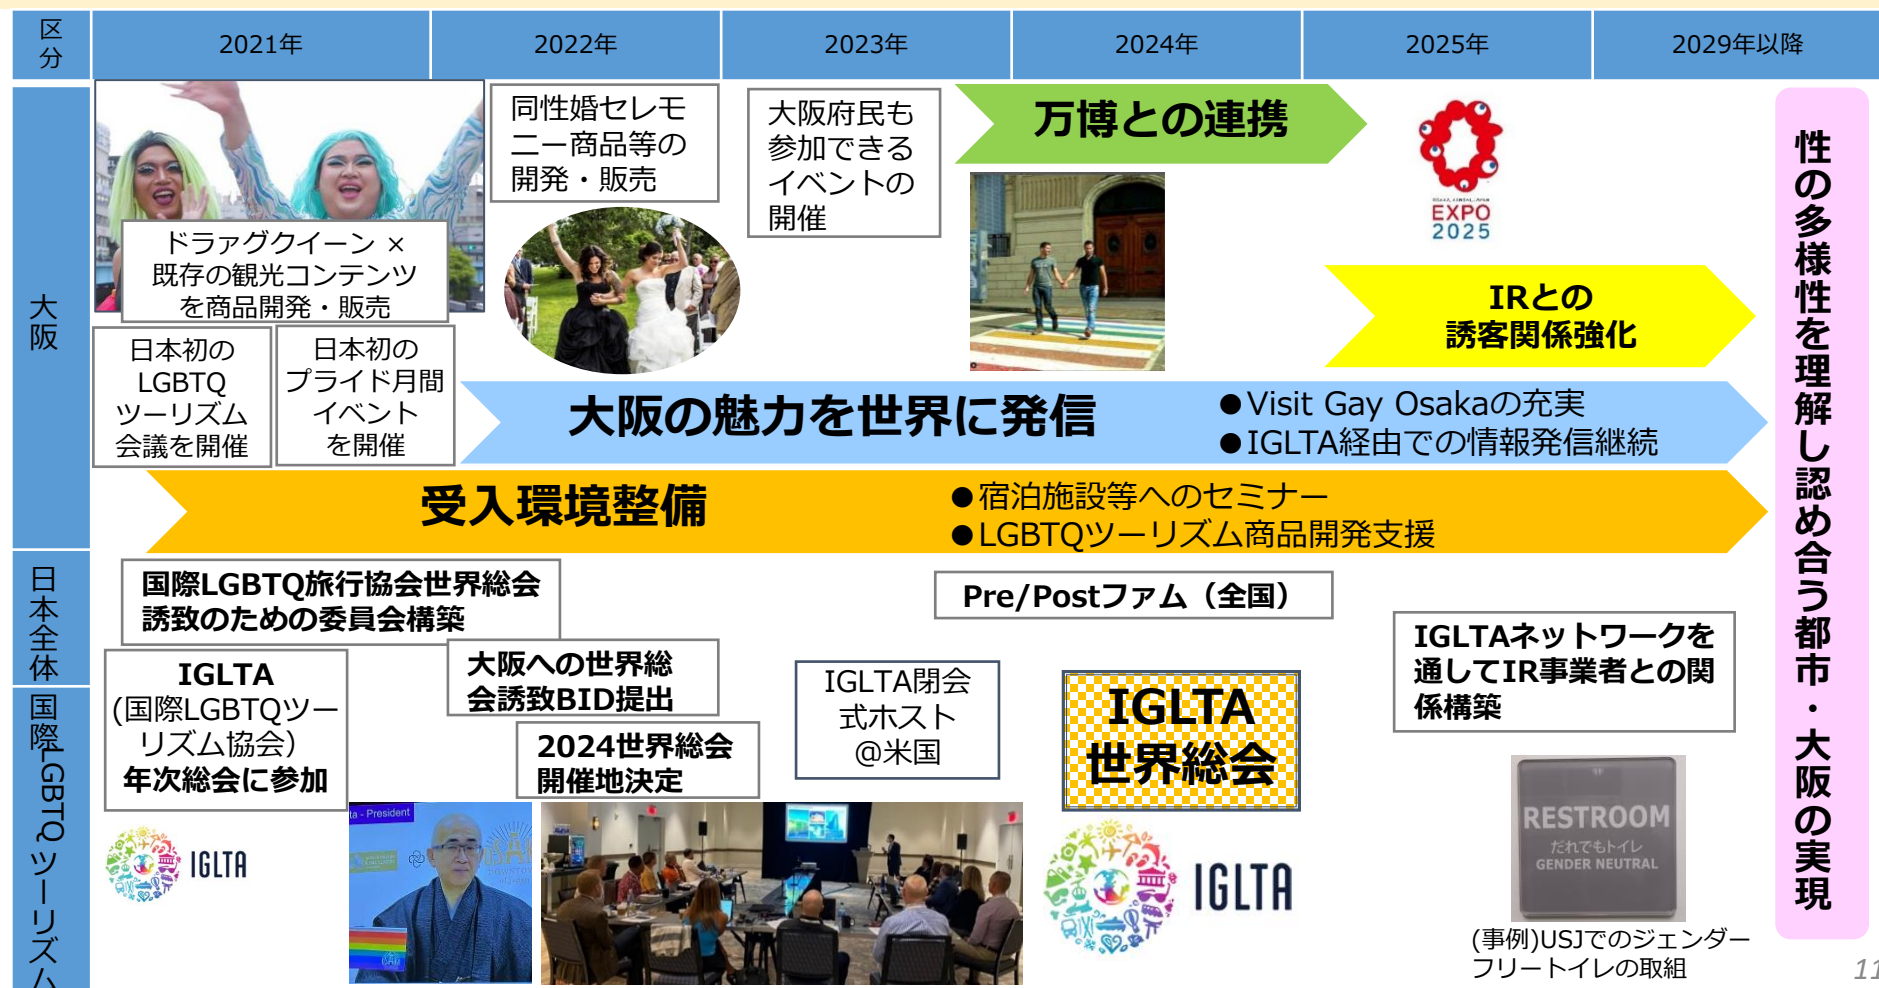 区
分
2021年
2022年
2023年
2024年
2025年
2029年以降
大阪
ドラァグクイーン ×
既存の観光コンテンツ
を商品開発・販売
同性婚セレモ
ニー商品等の
開発・販売
大阪府民も
参加できる
イベントの
開催
万博との連携
EXPO
2025
IRとの
誘客関係強化
日本初の
LGBTQ
ツーリズム
会議を開催
日本初の
プライド月間
イベント
を開催
大阪の魅力を世界に発信
●Visit Gay Osakaの充実
●IGLTA経由での情報発信継続
受入環境整備
●宿泊施設等へのセミナー
●LGBTQツーリズム商品開発支援
性の多様性を理解し認め合う都市・大阪の実現
日本全体
国際LGBTQ旅行協会世界総会
誘致のための委員会構築
Pre/Postファム（全国）
国際LGBTQツーリズム
IGLTA
(国際LGBTQツー
リズム協会）
年次総会に参加
大阪への世界総
会誘致BID提出
2024世界総会
開催地決定
IGLTA閉会
式ホスト
@米国
IGLTA
世界総会
IGLTAネットワークを
通してIR事業者との関
係構築
IGLTA
ta - President
IGLTA
RESTROOM
だれでもトイレ
GENDER NEUTRAL
(事例)USJでのジェンダー
フリートイレの取組
11